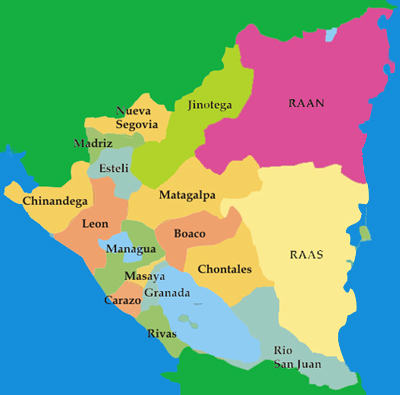 Jinotega
RAAN
Nueva
Segovia
Madriz
Esteli
Matagalpa
Chinandega
Leon
Boaco
Managua
RAAS
Chontales
Masaya
Granada
Carazo
Rivas
Rio
San Juan